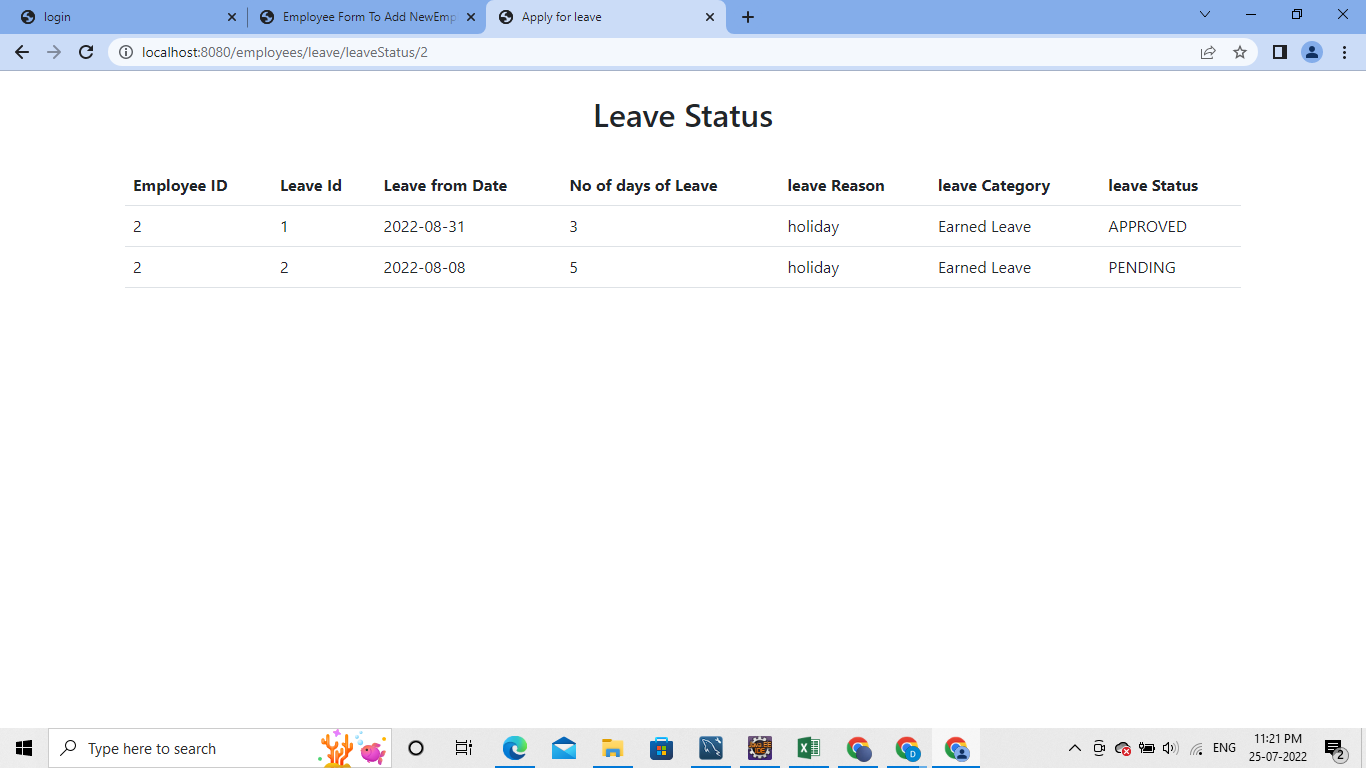 login
Employee Form To Add NewEmp
Apply for leave
localhost:8080/employees/leave/leaveStatus/2
Leave Status
Employee ID Leave Id Leave from Date No of days of Leave leave Reason leave Category leave Status
2 1 2022-08-31 3 holiday Earned Leave APPROVED
2 2 2022-08-08 5 holiday Earned Leave PENDING
Type here to search
D
ENG
11:21 PM
25-07-2022
2